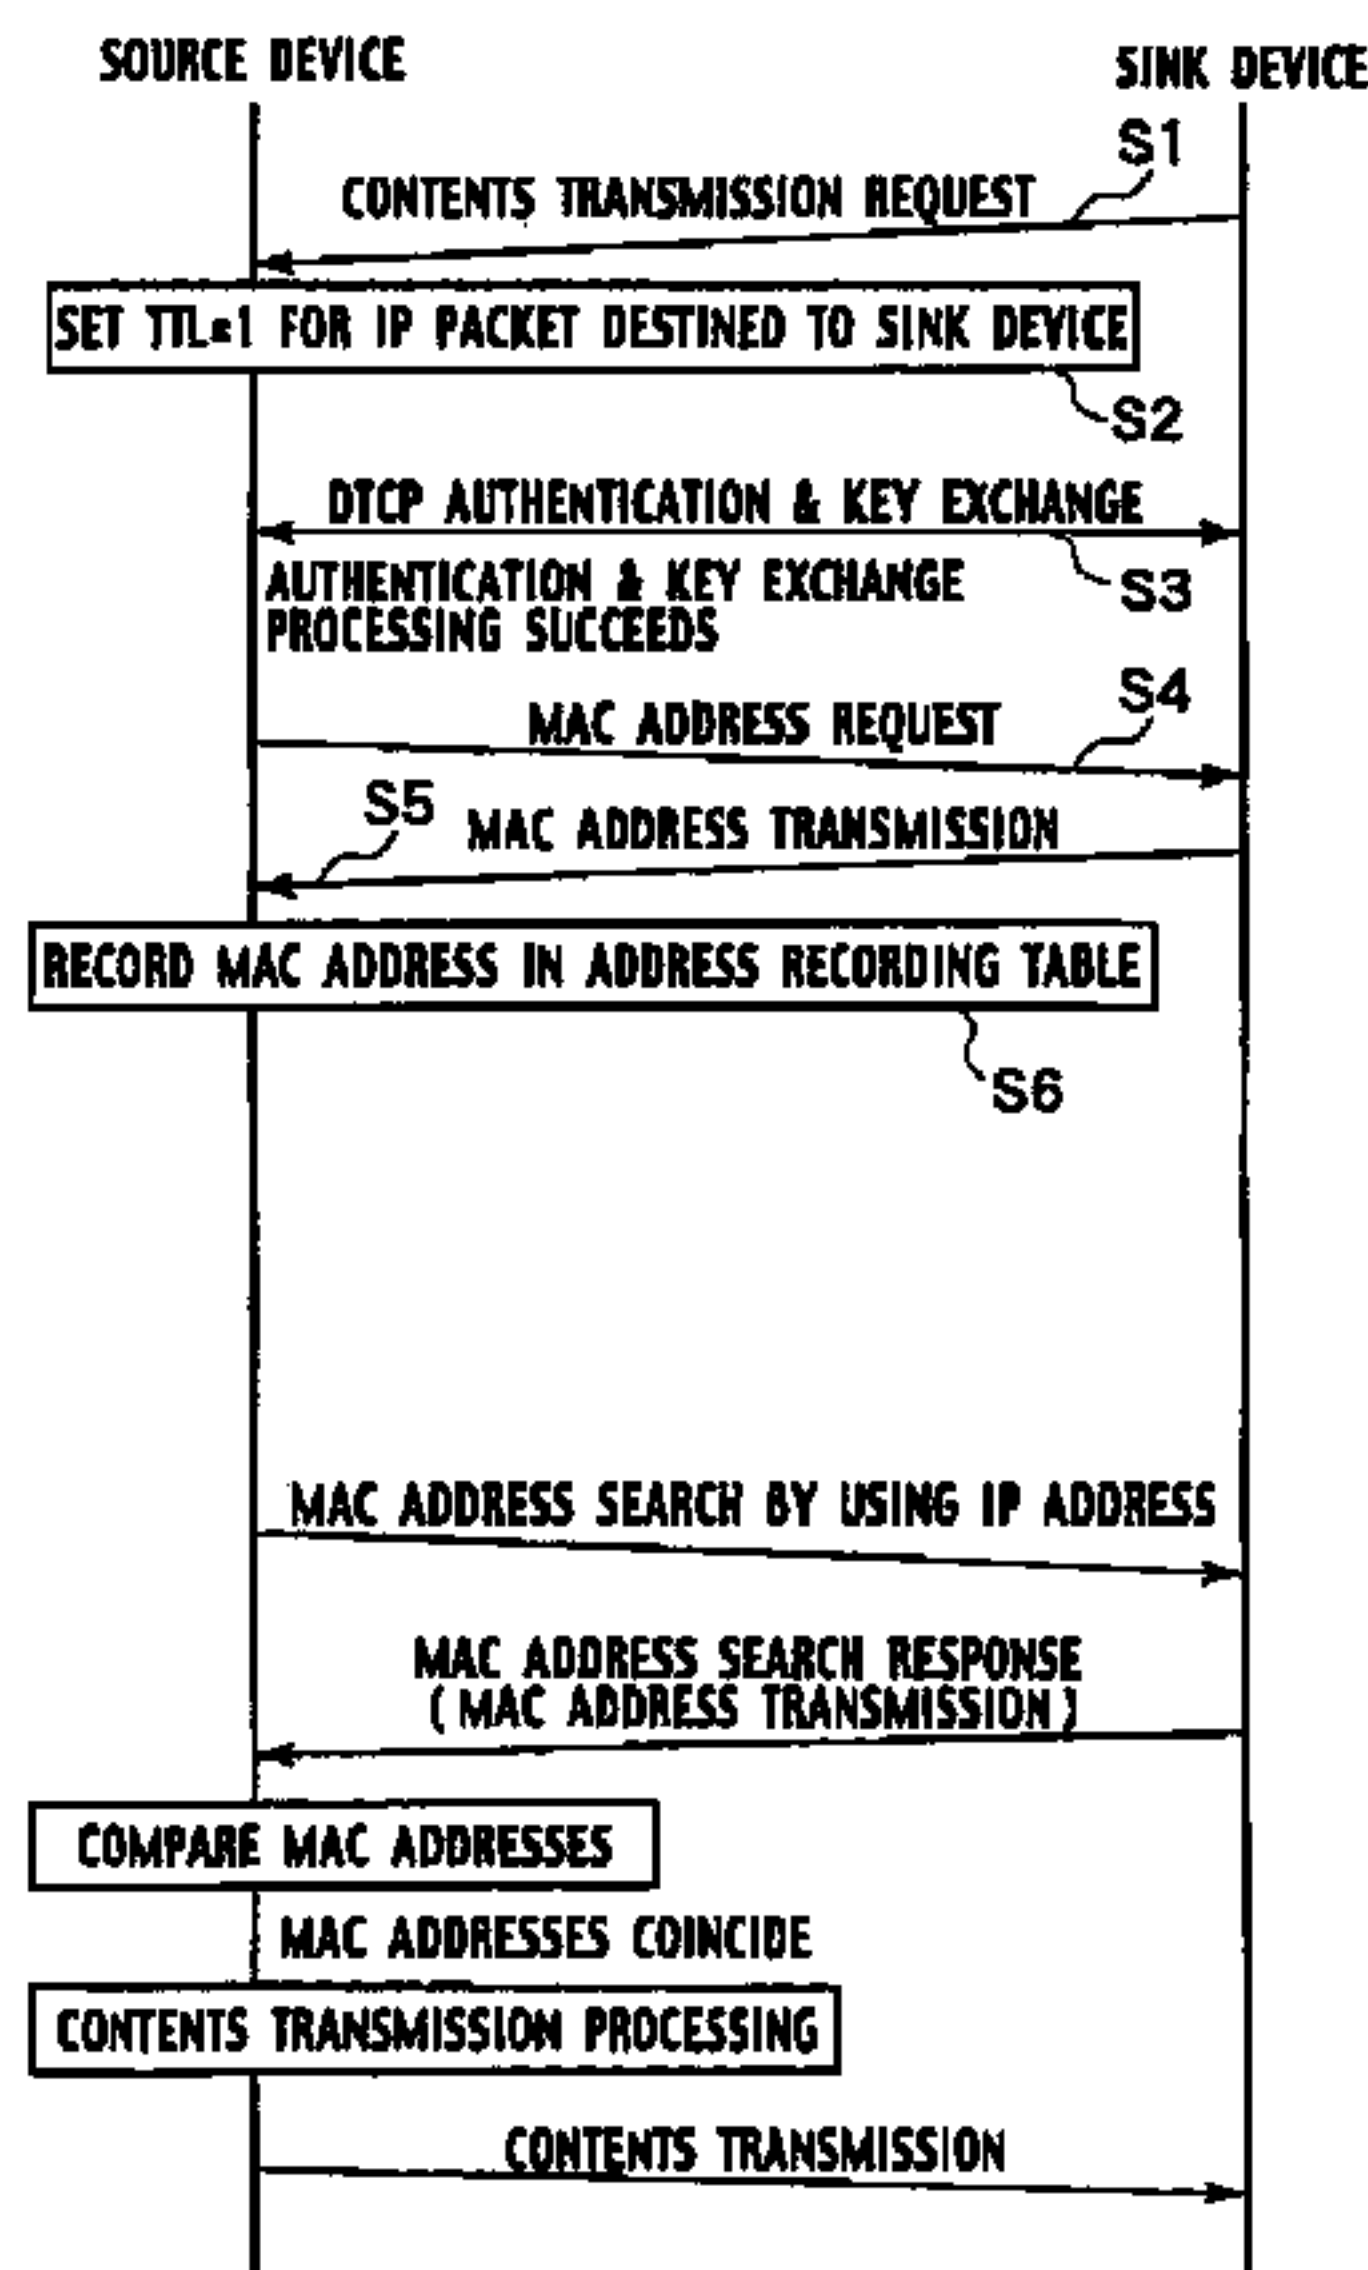 SOURCE DEVICE
SINK DEVICE
S1
CONTENTS TRANSMISSION REQUEST
SET TTL=1 FOR IP PACKET DESTINED TO SINK DEVICE
S2
DTCP AUTHENTICATION & KEY EXCHANGE
S3
AUTHENTICATION & KEY EXCHANGE
PROCESSING SUCCEEDS
S4
MAC ADDRESS REQUEST
S5
MAC ADDRESS TRANSMISSION
RECORD MAC ADDRESS IN ADDRESS RECORDING TABLE
S6
MAC ADDRESS SEARCH BY USING IP ADDRESS
MAC ADDRESS SEARCH RESPONSE
(MAC ADDRESS TRANSMISSION)
COMPARE MAC ADDRESSES
MAC ADDRESSES COINCIDE
CONTENTS TRANSMISSION PROCESSING
CONTENTS TRANSMISSION